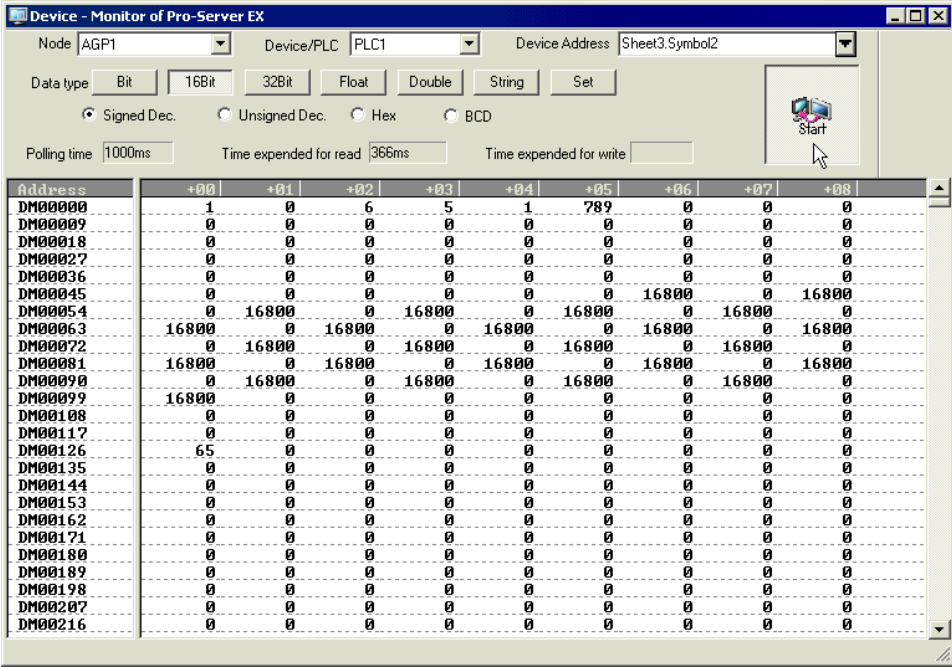 Device - Monitor of Pro-Server EX
Node AGP1 Device/PLC PLC1 Device Address Sheet3.Symbol2
Data type Bit 16Bit 32Bit Float Double String Set
Signed Dec. Unsigned Dec. Hex BCD
Start
Polling time 1000ms Time expended for read 366ms Time expended for write
Address +00 +01 +02 +03 +04 +05 +06 +07 +08
DM00000 1 0 6 5 1 789 0 0 0
DM00009 0 0 0 0 0 0 0 0 0
DM00018 0 0 0 0 0 0 0 0 0
DM00027 0 0 0 0 0 0 0 0 0
DM00036 0 0 0 0 0 0 0 0 0
DM00045 0 0 0 0 0 0 16800 0 16800
DM00054 0 16800 0 16800 0 16800 0 16800 0
DM00063 16800 0 16800 0 16800 0 16800 0 16800
DM00072 0 16800 0 16800 0 16800 0 16800 0
DM00081 16800 0 16800 0 16800 0 16800 0 16800
DM00090 0 16800 0 16800 0 16800 0 16800 0
DM00099 16800 0 0 0 0 0 0 0 0
DM00108 0 0 0 0 0 0 0 0 0
DM00117 0 0 0 0 0 0 0 0 0
DM00126 65 0 0 0 0 0 0 0 0
DM00135 0 0 0 0 0 0 0 0 0
DM00144 0 0 0 0 0 0 0 0 0
DM00153 0 0 0 0 0 0 0 0 0
DM00162 0 0 0 0 0 0 0 0 0
DM00171 0 0 0 0 0 0 0 0 0
DM00180 0 0 0 0 0 0 0 0 0
DM00189 0 0 0 0 0 0 0 0 0
DM00198 0 0 0 0 0 0 0 0 0
DM00207 0 0 0 0 0 0 0 0 0
DM00216 0 0 0 0 0 0 0 0 0